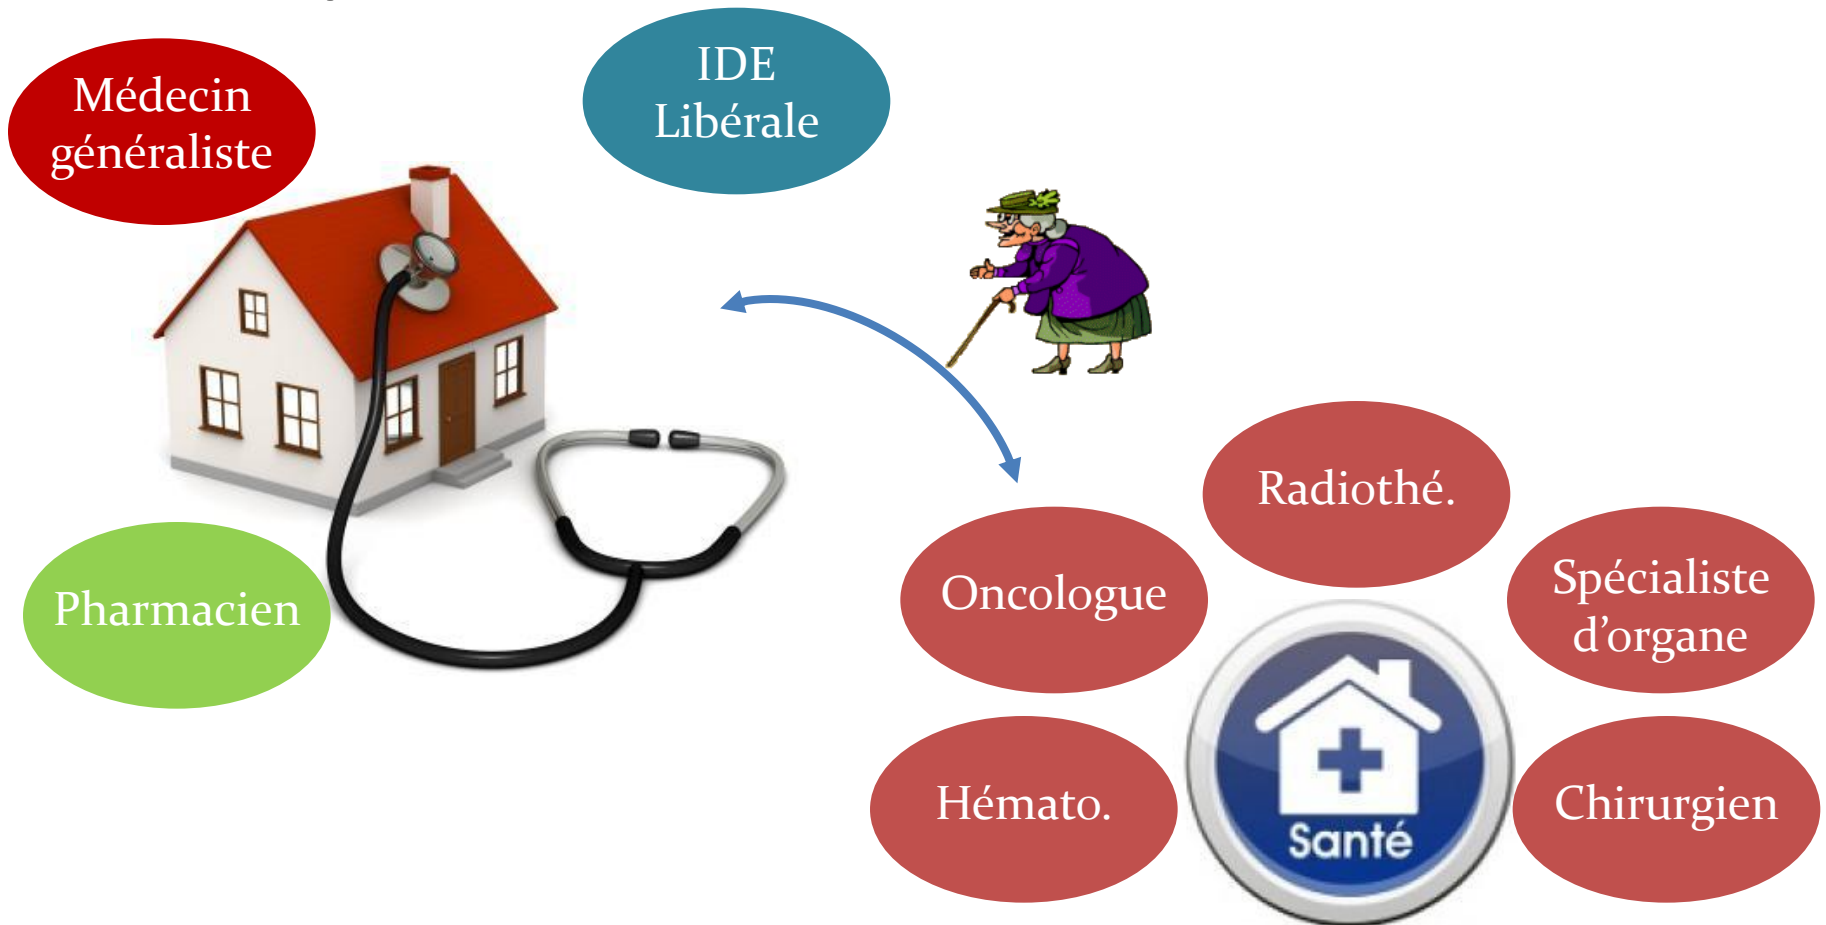 Médecin
généraliste
IDE
Libérale
Pharmacien
Radiothé.
Oncologue
Spécialiste
d’organe
Hémato.
Chirurgien
Santé